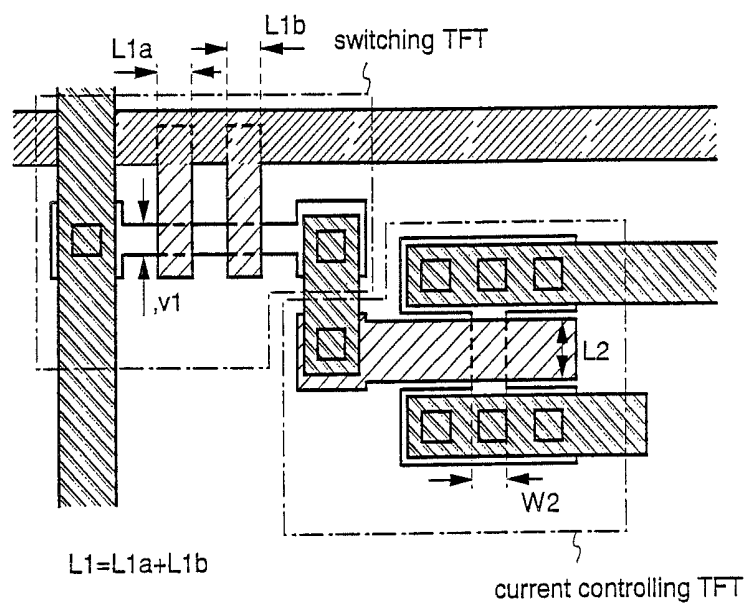 L1b
switching TFT
L1a
,v1
L2
W2
L1=L1a+L1b
current controlling TFT